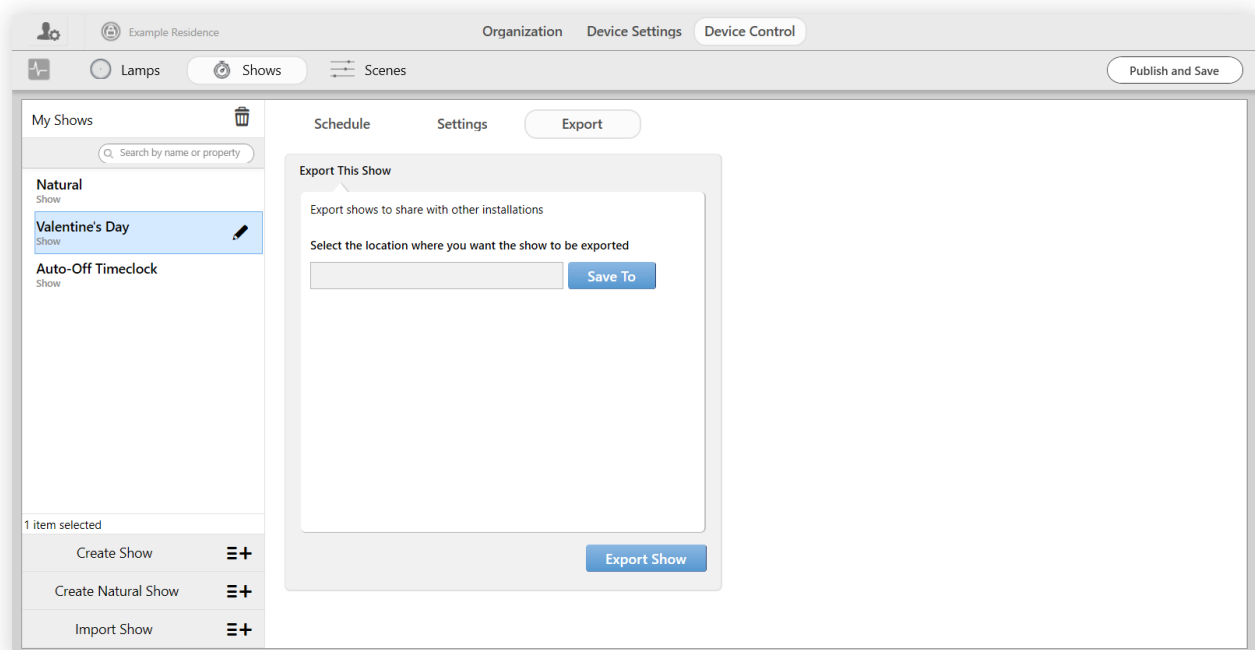 Example Residence
Organization Device Settings Device Control
Lamps Shows Scenes Publish and Save
My Shows
Search by name or property
Natural
Show
Valentine's Day
Show
Auto-Off Timeclock
Show
1 item selected
Create Show
Create Natural Show
Import Show
Schedule Settings Export
Export This Show
Export shows to share with other installations
Select the location where you want the show to be exported
Save To
Export Show